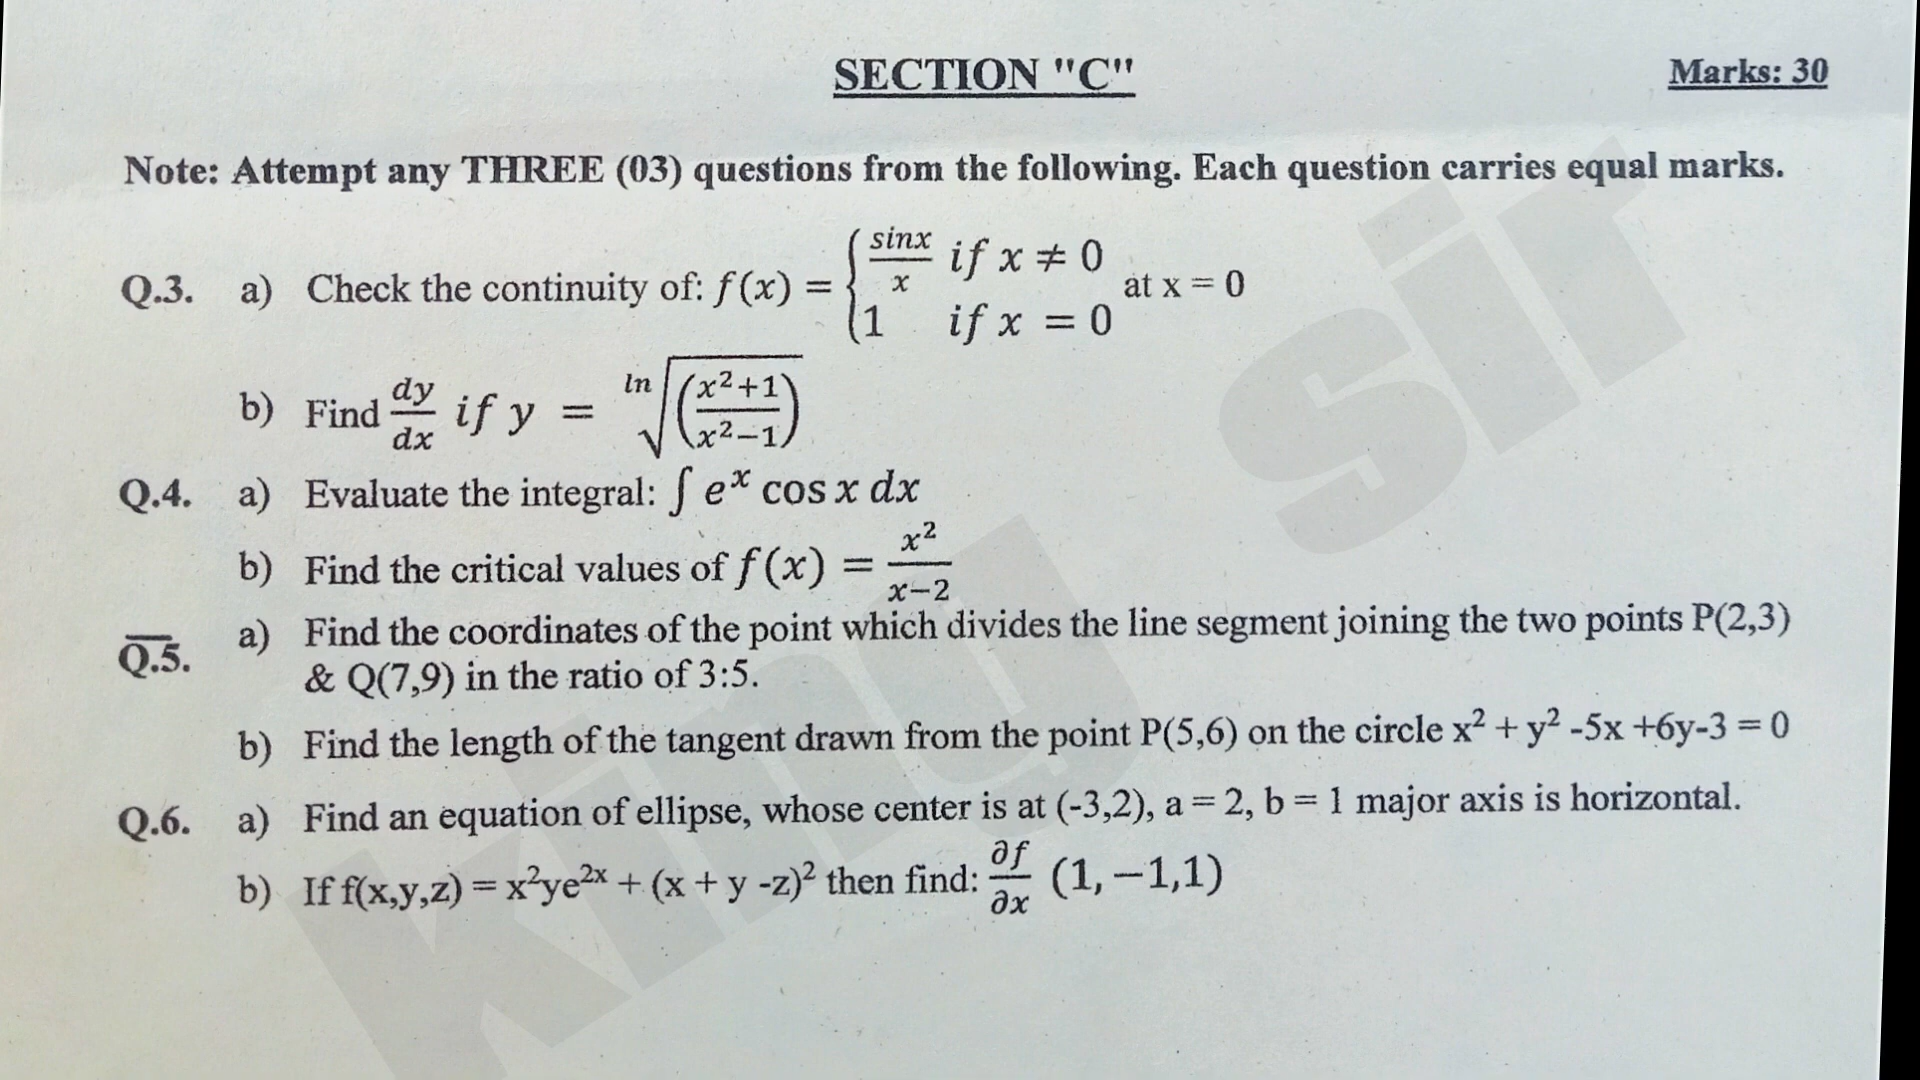 SECTION "C"
Marks: 30
Note: Attempt any THREE (03) questions from the following. Each question carries equal marks.
Q.3. a) Check the continuity of: f(x) = { sinx/x if x ≠ 0
1 if x = 0 at x = 0
b) Find dy/dx if y = ln √((x²+1)/(x²−1))
Q.4. a) Evaluate the integral: ∫ eˣ cos x dx
b) Find the critical values of f(x) = x²/(x−2)
Q.5. a) Find the coordinates of the point which divides the line segment joining the two points P(2,3)
& Q(7,9) in the ratio of 3:5.
b) Find the length of the tangent drawn from the point P(5,6) on the circle x² + y² -5x +6y-3 = 0
Q.6. a) Find an equation of ellipse, whose center is at (-3,2), a = 2, b = 1 major axis is horizontal.
b) If f(x,y,z) = x²ye²ˣ + (x + y -z)² then find: ∂f/∂x (1,−1,1)
king sir